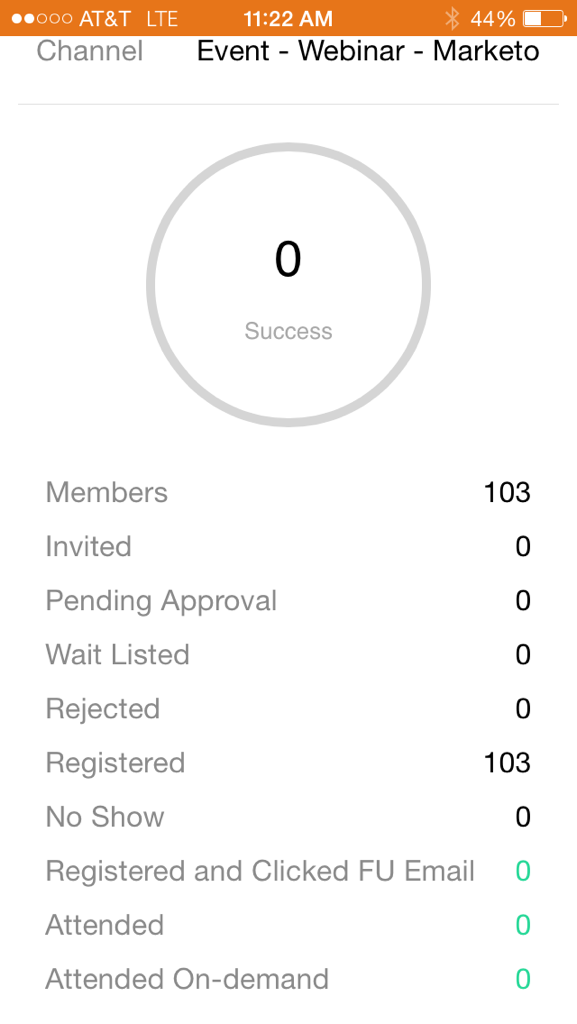 AT&T LTE 11:22 AM 44%
Channel Event - Webinar - Marketo
0
Success
Members 103
Invited 0
Pending Approval 0
Wait Listed 0
Rejected 0
Registered 103
No Show 0
Registered and Clicked FU Email 0
Attended 0
Attended On-demand 0